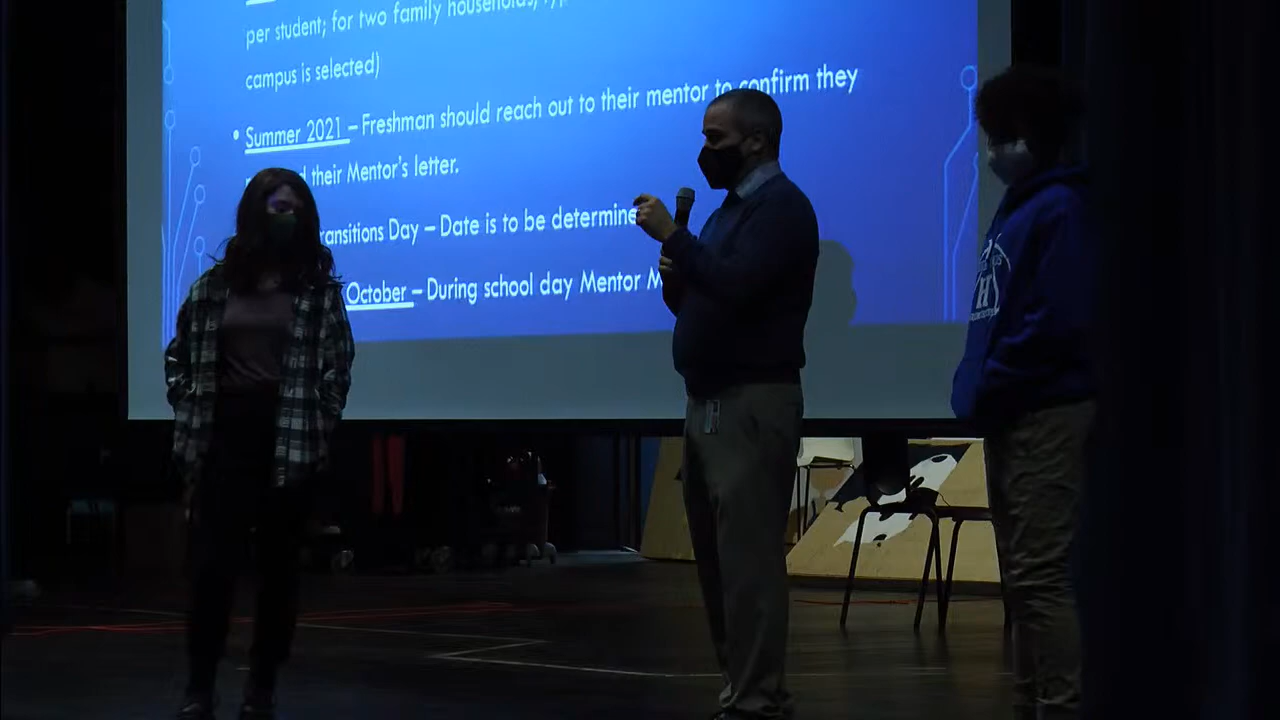 per student; for two family households,
campus is selected)
• Summer 2021 – Freshman should reach out to their mentor to confirm they
their Mentor's letter.
ransitions Day – Date is to be determine
October – During school day Mentor M
H